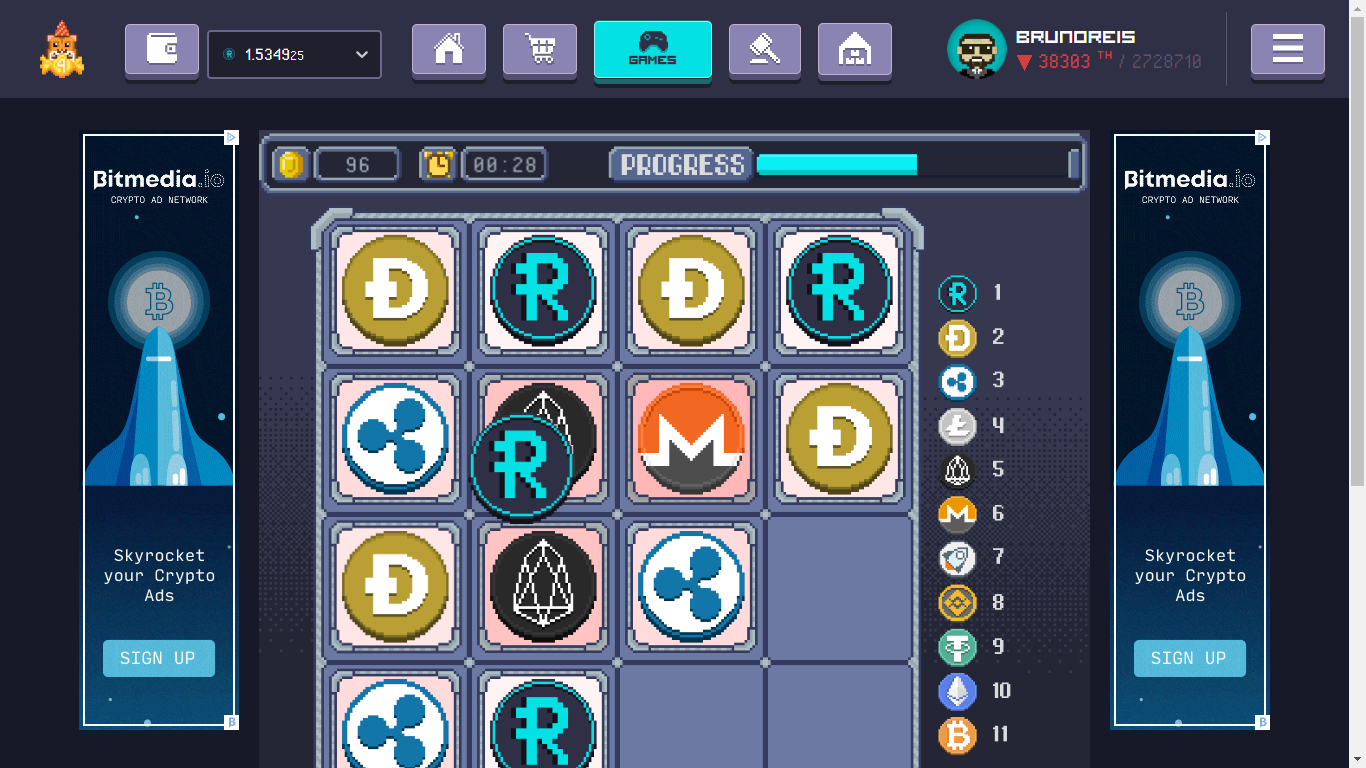 1.534925
GAMES
BRUNOREIS
38303 TH / 2728710
Bitmedia.io
CRYPTO AD NETWORK
Skyrocket
your Crypto
Ads
SIGN UP
96
00:28
PROGRESS
1
2
3
4
5
6
7
8
9
10
11
Bitmedia.io
CRYPTO AD NETWORK
Skyrocket
your Crypto
Ads
SIGN UP